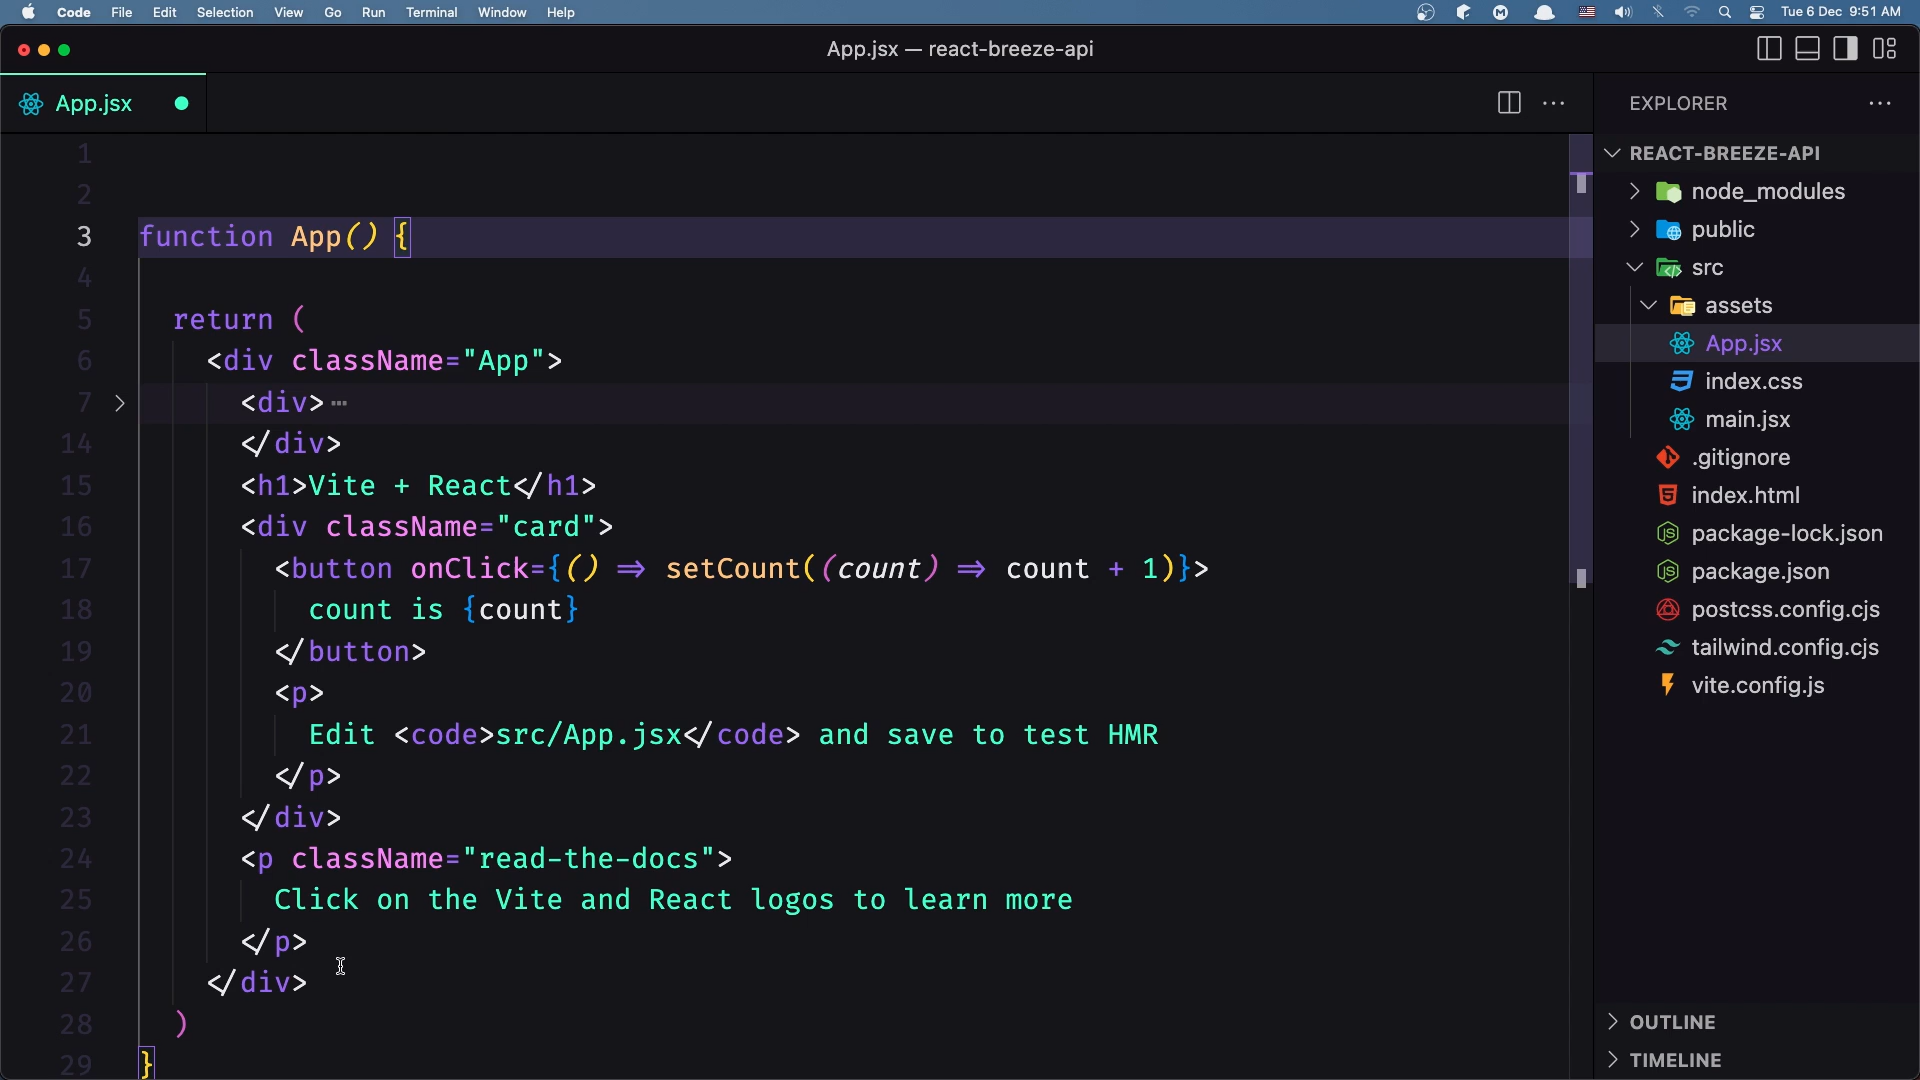 Code File Edit Selection View Go Run Terminal Window Help Tue 6 Dec 9:51 AM
App.jsx — react-breeze-api
App.jsx
EXPLORER
1
2
3 function App() {
4
5 return (
6 <div className="App">
7 <div>
14 </div>
15 <h1>Vite + React</h1>
16 <div className="card">
17 <button onClick={() => setCount((count) => count + 1)}>
18 count is {count}
19 </button>
20 <p>
21 Edit <code>src/App.jsx</code> and save to test HMR
22 </p>
23 </div>
24 <p className="read-the-docs">
25 Click on the Vite and React logos to learn more
26 </p>
27 </div>
28 )
29 }
REACT-BREEZE-API
node_modules
public
src
assets
App.jsx
index.css
main.jsx
.gitignore
index.html
package-lock.json
package.json
postcss.config.cjs
tailwind.config.cjs
vite.config.js
OUTLINE
TIMELINE